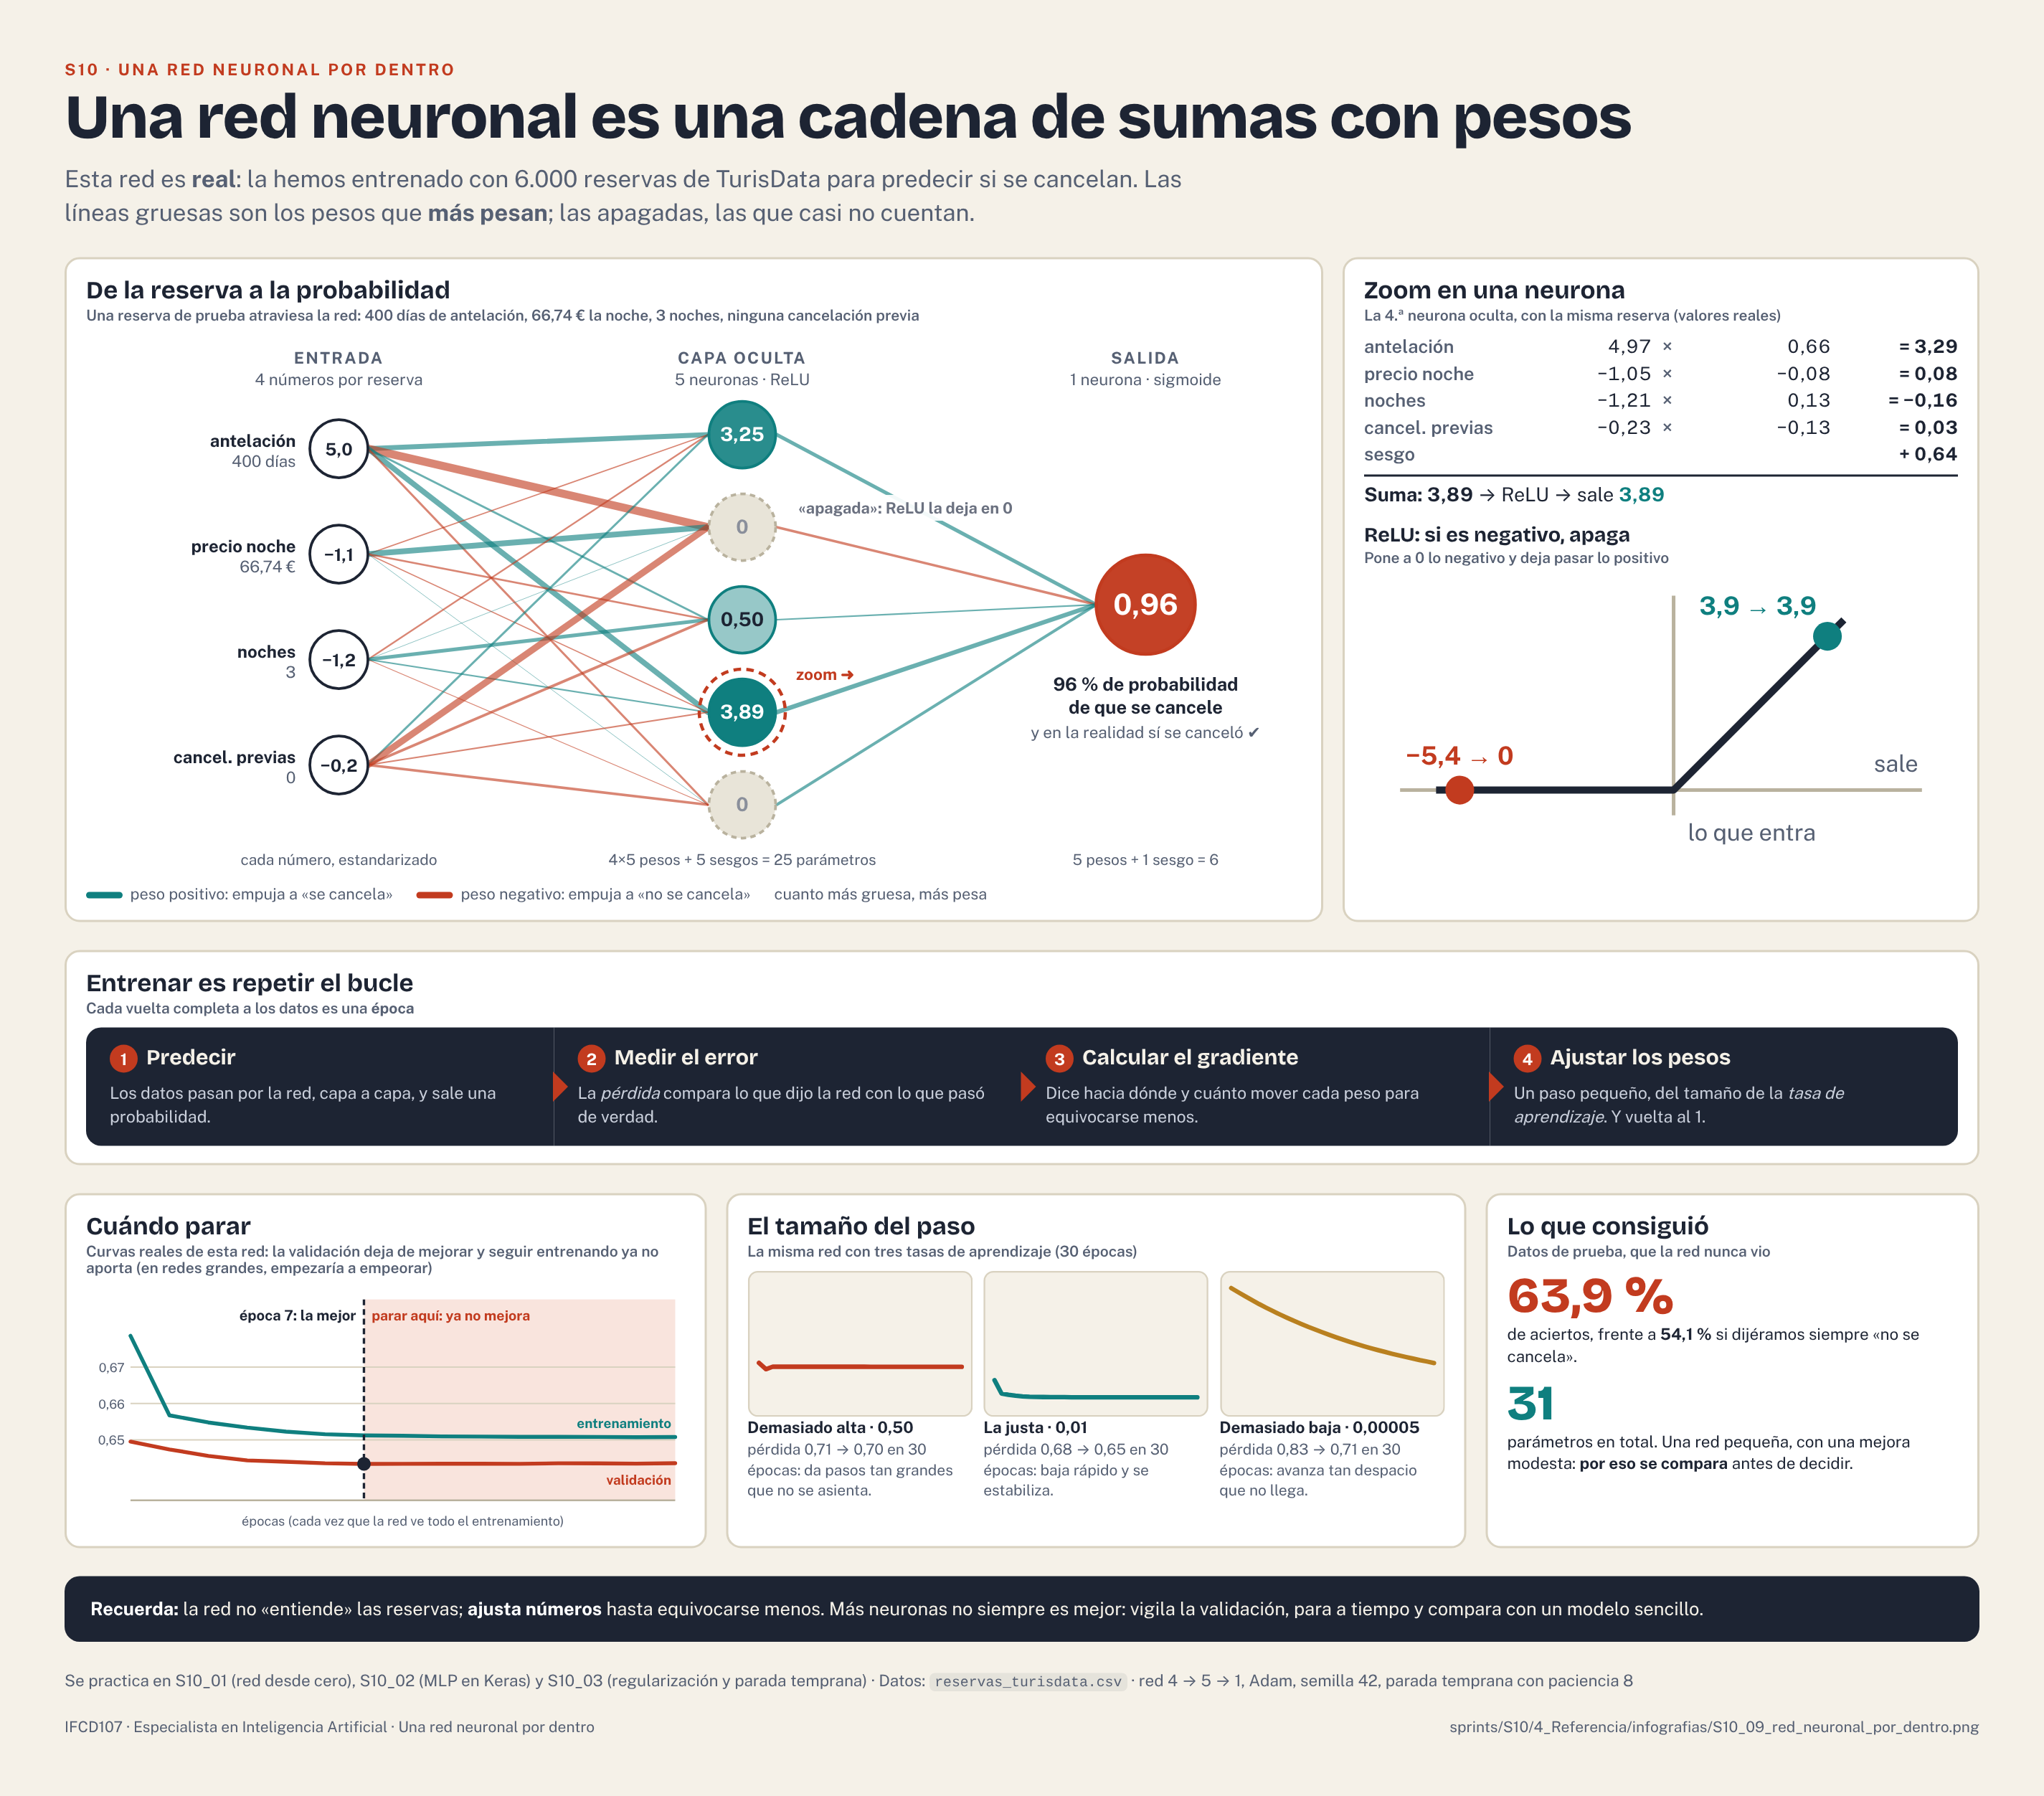 S10 · UNA RED NEURONAL POR DENTRO
Una red neuronal es una cadena de sumas con pesos
Esta red es real: la hemos entrenado con 6.000 reservas de TurisData para predecir si se cancelan. Las
líneas gruesas son los pesos que más pesan; las apagadas, las que casi no cuentan.
De la reserva a la probabilidad
Una reserva de prueba atraviesa la red: 400 días de antelación, 66,74 € la noche, 3 noches, ninguna cancelación previa
ENTRADA
4 números por reserva
CAPA OCULTA
5 neuronas · ReLU
SALIDA
1 neurona · sigmoide
antelación
400 días
5,0
precio noche
66,74 €
−1,1
noches
3
−1,2
cancel. previas
0
−0,2
3,25
0
«apagada»: ReLU la deja en 0
0,50
zoom ➜
3,89
0
0,96
96 % de probabilidad
de que se cancele
y en la realidad sí se canceló ✔
cada número, estandarizado
4×5 pesos + 5 sesgos = 25 parámetros
5 pesos + 1 sesgo = 6
peso positivo: empuja a «se cancela»
peso negativo: empuja a «no se cancela»
cuanto más gruesa, más pesa
Zoom en una neurona
La 4.ª neurona oculta, con la misma reserva (valores reales)
antelación 4,97 × 0,66 = 3,29
precio noche −1,05 × −0,08 = 0,08
noches −1,21 × 0,13 = −0,16
cancel. previas −0,23 × −0,13 = 0,03
sesgo + 0,64
Suma: 3,89 → ReLU → sale 3,89
ReLU: si es negativo, apaga
Pone a 0 lo negativo y deja pasar lo positivo
3,9 → 3,9
−5,4 → 0
sale
lo que entra
Entrenar es repetir el bucle
Cada vuelta completa a los datos es una época
1 Predecir
Los datos pasan por la red, capa a capa, y sale una
probabilidad.
2 Medir el error
La pérdida compara lo que dijo la red con lo que pasó
de verdad.
3 Calcular el gradiente
Dice hacia dónde y cuánto mover cada peso para
equivocarse menos.
4 Ajustar los pesos
Un paso pequeño, del tamaño de la tasa de
aprendizaje. Y vuelta al 1.
Cuándo parar
Curvas reales de esta red: la validación deja de mejorar y seguir entrenando ya no
aporta (en redes grandes, empezaría a empeorar)
época 7: la mejor
parar aquí: ya no mejora
0,67
0,66
0,65
entrenamiento
validación
épocas (cada vez que la red ve todo el entrenamiento)
El tamaño del paso
La misma red con tres tasas de aprendizaje (30 épocas)
Demasiado alta · 0,50
pérdida 0,71 → 0,70 en 30
épocas: da pasos tan grandes
que no se asienta.
La justa · 0,01
pérdida 0,68 → 0,65 en 30
épocas: baja rápido y se
estabiliza.
Demasiado baja · 0,00005
pérdida 0,83 → 0,71 en 30
épocas: avanza tan despacio
que no llega.
Lo que consiguió
Datos de prueba, que la red nunca vio
63,9 %
de aciertos, frente a 54,1 % si dijéramos siempre «no se
cancela».
31
parámetros en total. Una red pequeña, con una mejora
modesta: por eso se compara antes de decidir.
Recuerda: la red no «entiende» las reservas; ajusta números hasta equivocarse menos. Más neuronas no siempre es mejor: vigila la validación, para a tiempo y compara con un modelo sencillo.
Se practica en S10_01 (red desde cero), S10_02 (MLP en Keras) y S10_03 (regularización y parada temprana) · Datos: reservas_turisdata.csv · red 4 → 5 → 1, Adam, semilla 42, parada temprana con paciencia 8
IFCD107 · Especialista en Inteligencia Artificial · Una red neuronal por dentro
sprints/S10/4_Referencia/infografias/S10_09_red_neuronal_por_dentro.png